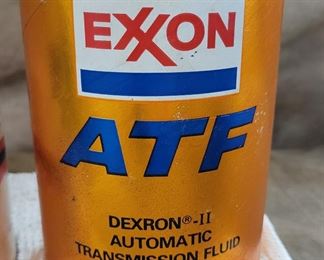 EXXON
ATF
DEXRON®-II
AUTOMATIC
TRANSMISSION FLUID